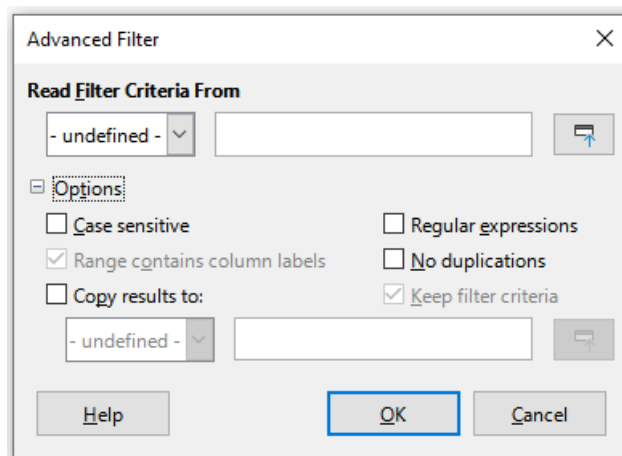 Advanced Filter
Read Filter Criteria From
- undefined -
Options
Case sensitive
Regular expressions
Range contains column labels
No duplications
Copy results to:
Keep filter criteria
- undefined -
Help
OK
Cancel